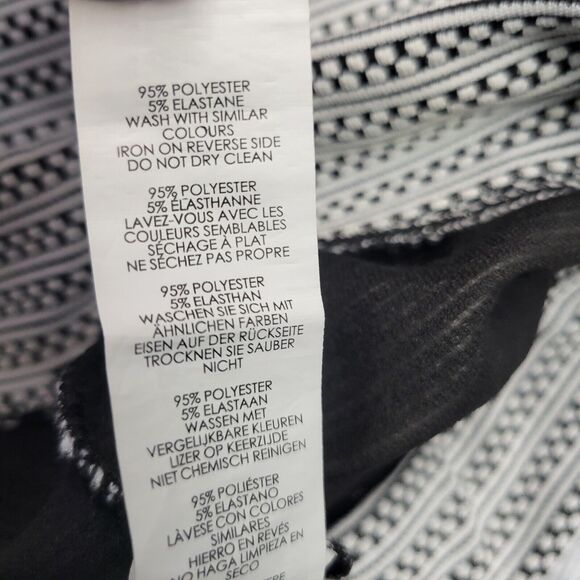 95% POLYESTER
5% ELASTANE
WASH WITH SIMILAR
COLOURS
IRON ON REVERSE SIDE
DO NOT DRY CLEAN
95% POLYESTER
5% ÉLASTHANNE
LAVEZ-VOUS AVEC LES
COULEURS SEMBLABLES
SÉCHAGE À PLAT
NE SÉCHEZ PAS PROPRE
95% POLYESTER
5% ELASTHAN
WASCHEN SIE SICH MIT
ÄHNLICHEN FARBEN
EISEN AUF DER RÜCKSEITE
TROCKNEN SIE SAUBER
NICHT
95% POLYESTER
5% ELASTAAN
WASSEN MET
VERGELIJKBARE KLEUREN
IJZER OP KEERZIJDE
NIET CHEMISCH REINIGEN
95% POLIÉSTER
5% ELASTANO
LÀVESE CON COLORES
SIMILARES
HIERRO EN REVÉS
NO HAGA LIMPIEZA EN
SECO